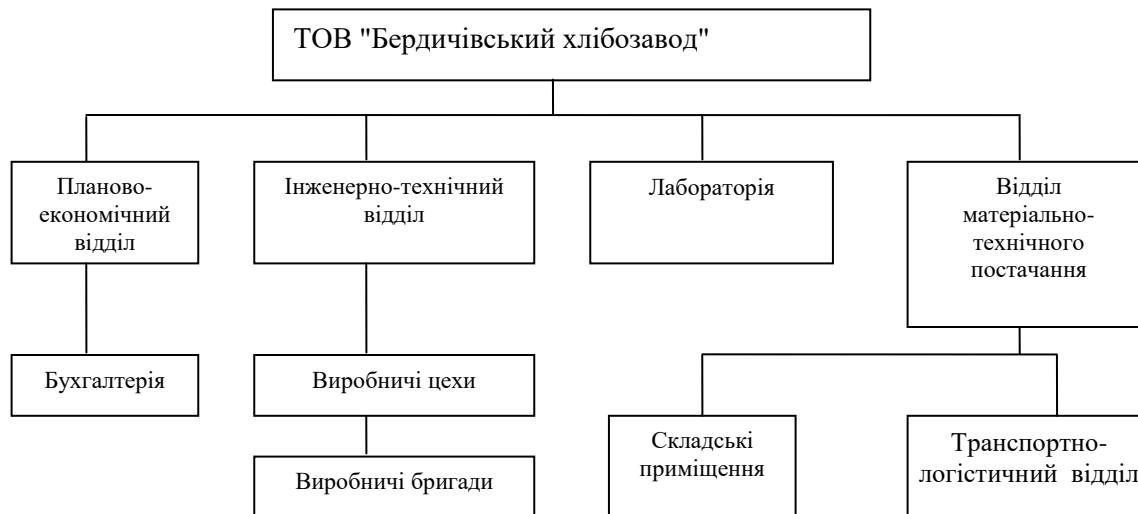 ТОВ "Бердичівський хлібозавод"
Планово-
економічний
відділ
Інженерно-технічний
відділ
Лабораторія
Відділ
матеріально-
технічного
постачання
Бухгалтерія
Виробничі цехи
Складські
приміщення
Транспортно-
логістичний відділ
Виробничі бригади